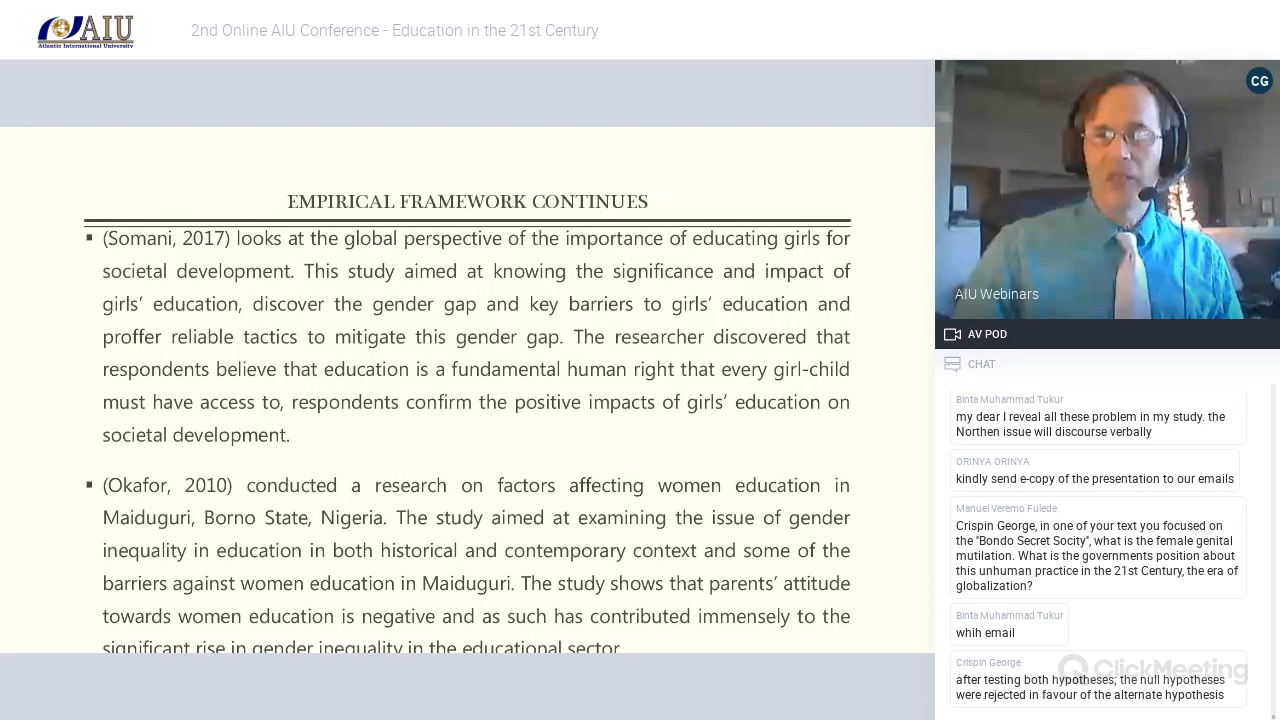 AIU
Atlantic International University
2nd Online AIU Conference - Education in the 21st Century
EMPIRICAL FRAMEWORK CONTINUES
▪ (Somani, 2017) looks at the global perspective of the importance of educating girls for
societal development. This study aimed at knowing the significance and impact of
girls’ education, discover the gender gap and key barriers to girls’ education and
proffer reliable tactics to mitigate this gender gap. The researcher discovered that
respondents believe that education is a fundamental human right that every girl-child
must have access to, respondents confirm the positive impacts of girls’ education on
societal development.
▪ (Okafor, 2010) conducted a research on factors affecting women education in
Maiduguri, Borno State, Nigeria. The study aimed at examining the issue of gender
inequality in education in both historical and contemporary context and some of the
barriers against women education in Maiduguri. The study shows that parents’ attitude
towards women education is negative and as such has contributed immensely to the
significant rise in gender inequality in the educational sector.
CG
AIU Webinars
AV POD
CHAT
Binta Muhammad Tukur
my dear I reveal all these problem in my study. the
Northen issue will discourse verbally
ORINYA ORINYA
kindly send e-copy of the presentation to our emails
Manuel Veremo Fulede
Crispin George, in one of your text you focused on
the "Bondo Secret Socity", what is the female genital
mutilation. What is the governments position about
this unhuman practice in the 21st Century, the era of
globalization?
Binta Muhammad Tukur
whih email
Crispin George
after testing both hypotheses; the null hypotheses
were rejected in favour of the alternate hypothesis
ClickMeeting